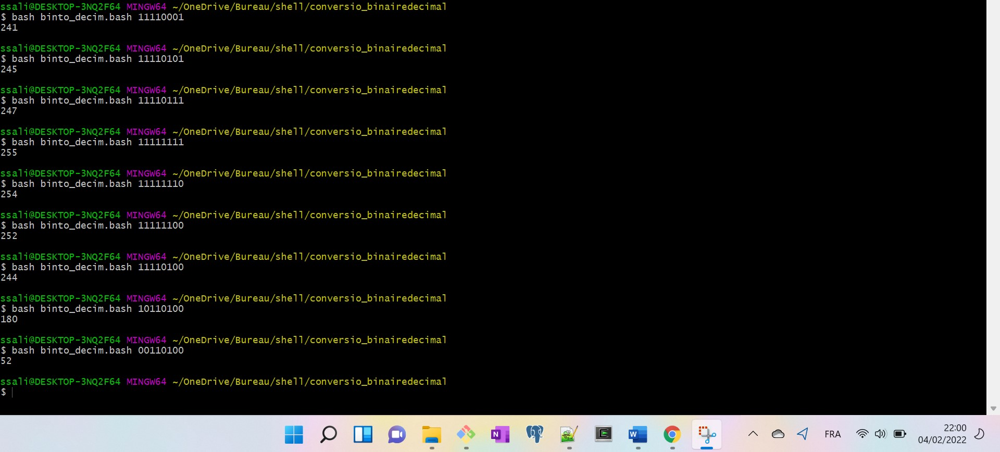 ssali@DESKTOP-3NQ2F64 MINGW64 ~/OneDrive/Bureau/shell/conversio_binairedecimal
$ bash binto_decim.bash 11110001
241
ssali@DESKTOP-3NQ2F64 MINGW64 ~/OneDrive/Bureau/shell/conversio_binairedecimal
$ bash binto_decim.bash 11110101
245
ssali@DESKTOP-3NQ2F64 MINGW64 ~/OneDrive/Bureau/shell/conversio_binairedecimal
$ bash binto_decim.bash 11110111
247
ssali@DESKTOP-3NQ2F64 MINGW64 ~/OneDrive/Bureau/shell/conversio_binairedecimal
$ bash binto_decim.bash 11111111
255
ssali@DESKTOP-3NQ2F64 MINGW64 ~/OneDrive/Bureau/shell/conversio_binairedecimal
$ bash binto_decim.bash 11111110
254
ssali@DESKTOP-3NQ2F64 MINGW64 ~/OneDrive/Bureau/shell/conversio_binairedecimal
$ bash binto_decim.bash 11111100
252
ssali@DESKTOP-3NQ2F64 MINGW64 ~/OneDrive/Bureau/shell/conversio_binairedecimal
$ bash binto_decim.bash 11110100
244
ssali@DESKTOP-3NQ2F64 MINGW64 ~/OneDrive/Bureau/shell/conversio_binairedecimal
$ bash binto_decim.bash 10110100
180
ssali@DESKTOP-3NQ2F64 MINGW64 ~/OneDrive/Bureau/shell/conversio_binairedecimal
$ bash binto_decim.bash 00110100
52
ssali@DESKTOP-3NQ2F64 MINGW64 ~/OneDrive/Bureau/shell/conversio_binairedecimal
$
N
W
FRA
22:00
04/02/2022